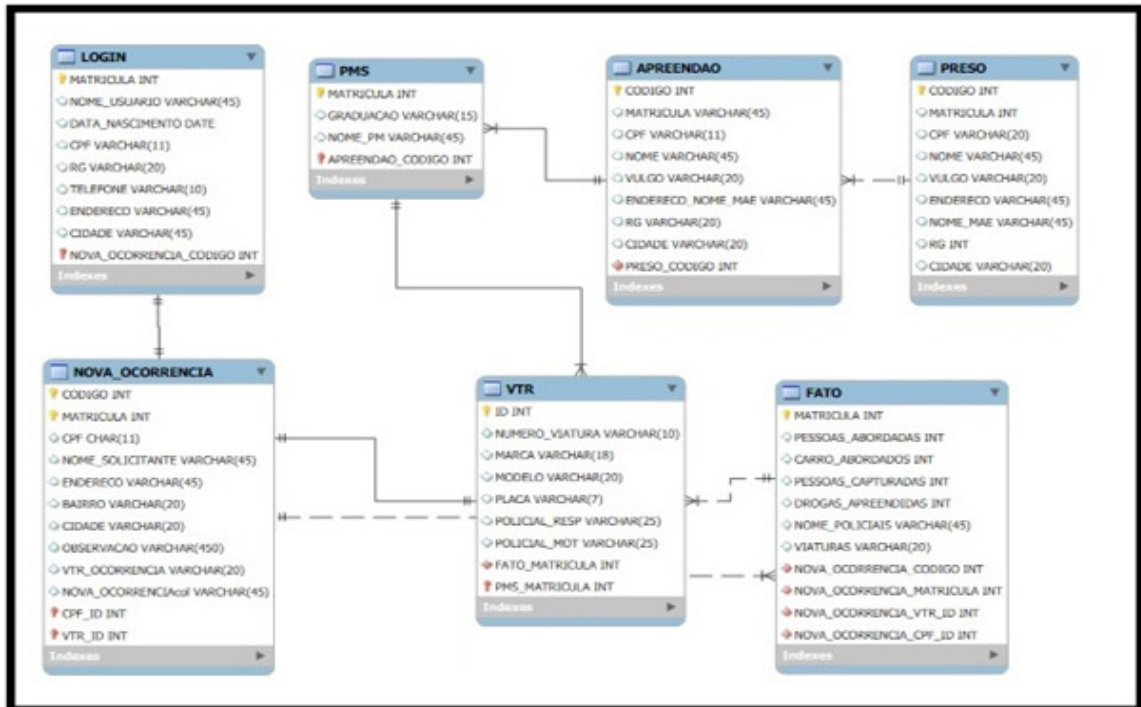 LOGIN
MATRICULA INT
NOME_USUARIO VARCHAR(45)
DATA_NASCIMENTO DATE
CPF VARCHAR(11)
RG VARCHAR(20)
TELEFONE VARCHAR(10)
ENDERECO VARCHAR(45)
CIDADE VARCHAR(45)
NOVA_OCORRENCIA_CODIGO INT
Indexes
PMS
MATRICULA INT
GRADUACAO VARCHAR(15)
NOME_PM VARCHAR(45)
APREENDAO_CODIGO INT
Indexes
APREENDAO
CODIGO INT
MATRICULA VARCHAR(45)
CPF VARCHAR(11)
NOME VARCHAR(45)
VULGO VARCHAR(20)
ENDERECO_NOME_MAE VARCHAR(45)
RG VARCHAR(20)
CIDADE VARCHAR(20)
PRESO_CODIGO INT
Indexes
PRESO
CODIGO INT
MATRICULA INT
CPF VARCHAR(20)
NOME VARCHAR(45)
VULGO VARCHAR(20)
ENDERECO VARCHAR(45)
NOME_MAE VARCHAR(45)
RG INT
CIDADE VARCHAR(20)
Indexes
NOVA_OCORRENCIA
CODIGO INT
MATRICULA INT
CPF CHAR(11)
NOME_SOLICITANTE VARCHAR(45)
ENDERECO VARCHAR(45)
BAIRRO VARCHAR(20)
CIDADE VARCHAR(20)
OBSERVACAO VARCHAR(450)
VTR_OCORRENCIA VARCHAR(20)
NOVA_OCORRENCIAcol VARCHAR(45)
CPF_ID INT
VTR_ID INT
Indexes
VTR
ID INT
NUMERO_VIATURA VARCHAR(10)
MARCA VARCHAR(18)
MODELO VARCHAR(20)
PLACA VARCHAR(7)
POLICIAL_RESP VARCHAR(25)
POLICIAL_MOT VARCHAR(25)
FATO_MATRICULA INT
PMS_MATRICULA INT
Indexes
FATO
MATRICULA INT
PESSOAS_ABORDADAS INT
CARRO_ABORDADOS INT
PESSOAS_CAPTURADAS INT
DROGAS_APREENDIDAS INT
NOME_POLICIAIS VARCHAR(45)
VIATURAS VARCHAR(20)
NOVA_OCORRENCIA_CODIGO INT
NOVA_OCORRENCIA_MATRICULA INT
NOVA_OCORRENCIA_VTR_ID INT
NOVA_OCORRENCIA_CPF_ID INT
Indexes